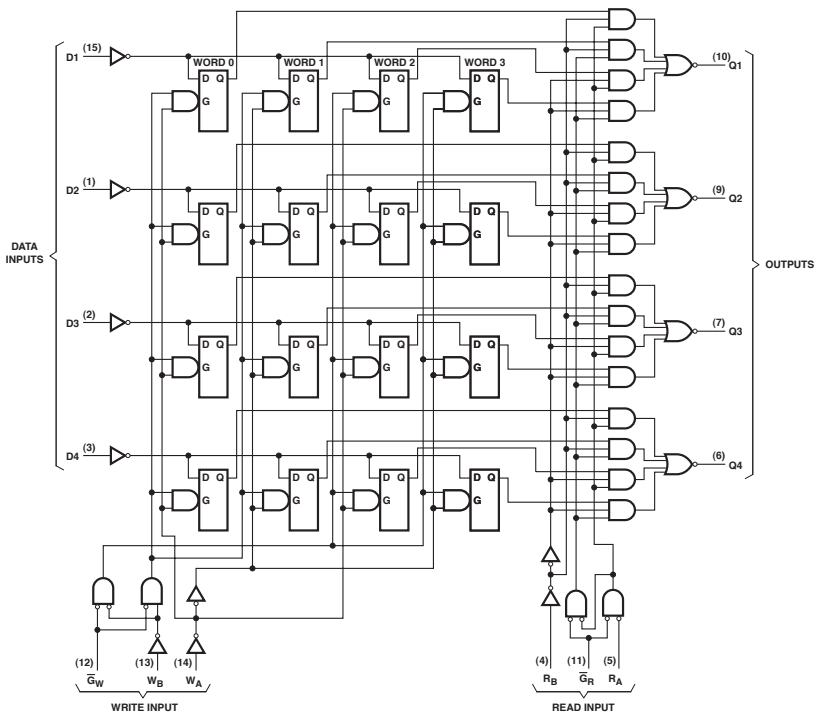 D1 (15)
WORD 0 WORD 1 WORD 2 WORD 3
D Q D Q D Q D Q
G G G G
(10) Q1
D2 (1)
D Q D Q D Q D Q
G G G G
(9) Q2
DATA INPUTS
OUTPUTS
D3 (2)
D Q D Q D Q D Q
G G G G
(7) Q3
D4 (3)
D Q D Q D Q D Q
G G G G
(6) Q4
(12) (13) (14) (4) (11) (5)
G̅W WB WA RB G̅R RA
WRITE INPUT READ INPUT